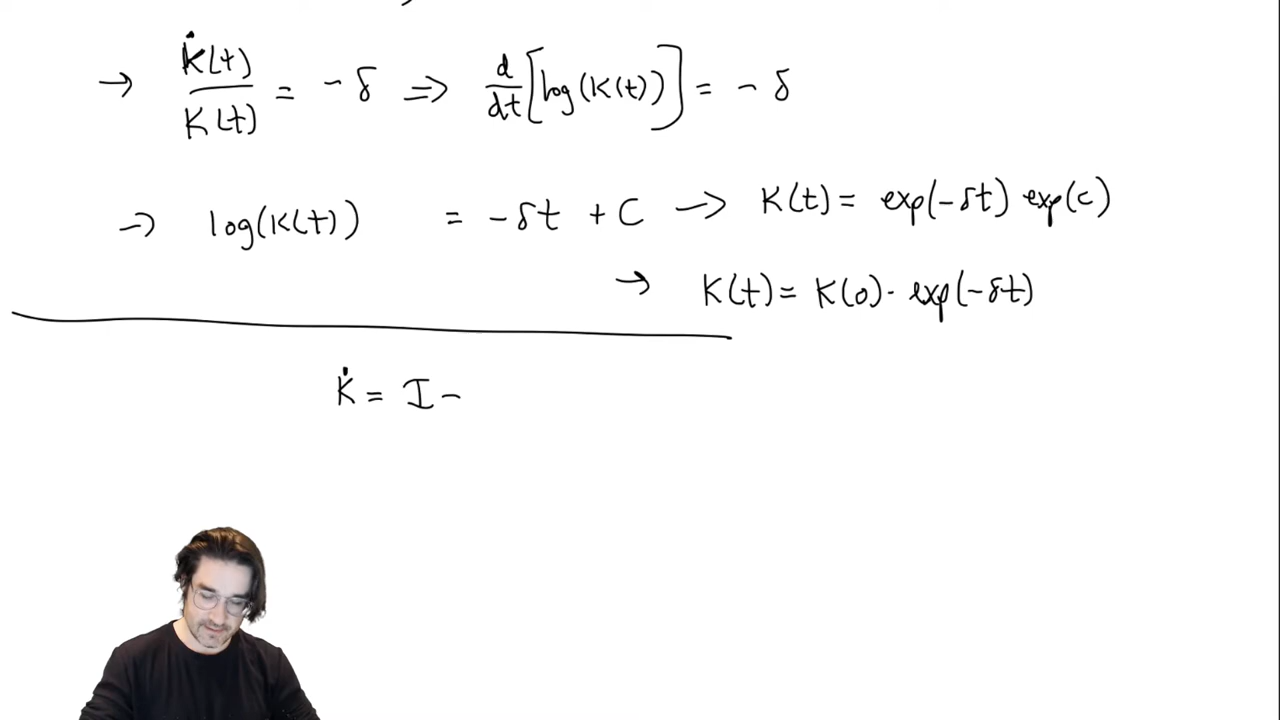 → K̇(t)/K(t) = -δ ⇒ d/dt[log(K(t))] = -δ
→ log(K(t)) = -δt + C → K(t) = exp(-δt) exp(c)
→ K(t) = K(0)· exp(-δt)
K̇ = I -